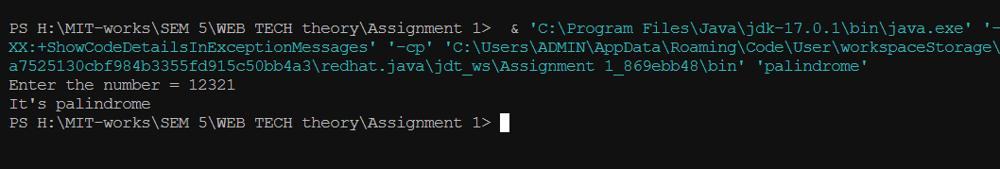 PS H:\MIT-works\SEM 5\WEB TECH theory\Assignment 1>  & 'C:\Program Files\Java\jdk-17.0.1\bin\java.exe' '-
XX:+ShowCodeDetailsInExceptionMessages' '-cp' 'C:\Users\ADMIN\AppData\Roaming\Code\User\workspaceStorage\
a7525130cbf984b3355fd915c50bb4a3\redhat.java\jdt_ws\Assignment 1_869ebb48\bin' 'palindrome'
Enter the number = 12321
It's palindrome
PS H:\MIT-works\SEM 5\WEB TECH theory\Assignment 1>